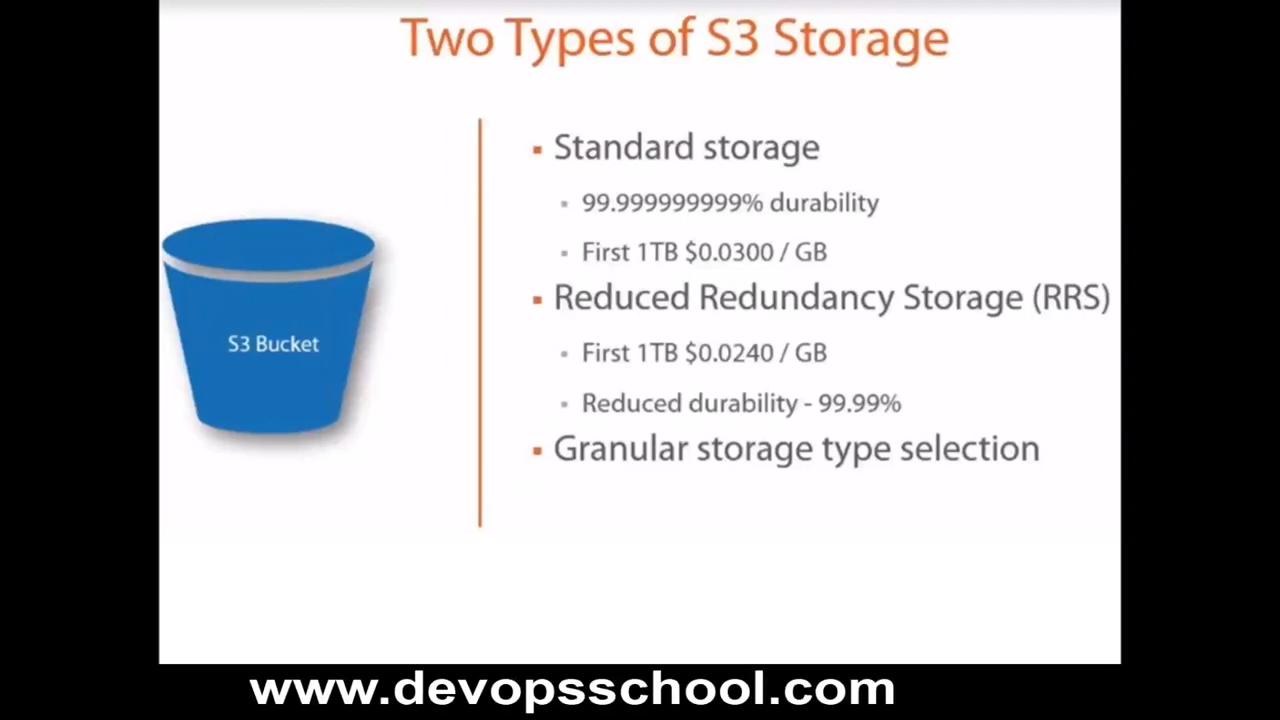 Two Types of S3 Storage
S3 Bucket
▪ Standard storage
▪ 99.999999999% durability
▪ First 1TB $0.0300 / GB
▪ Reduced Redundancy Storage (RRS)
▪ First 1TB $0.0240 / GB
▪ Reduced durability - 99.99%
▪ Granular storage type selection
www.devopsschool.com